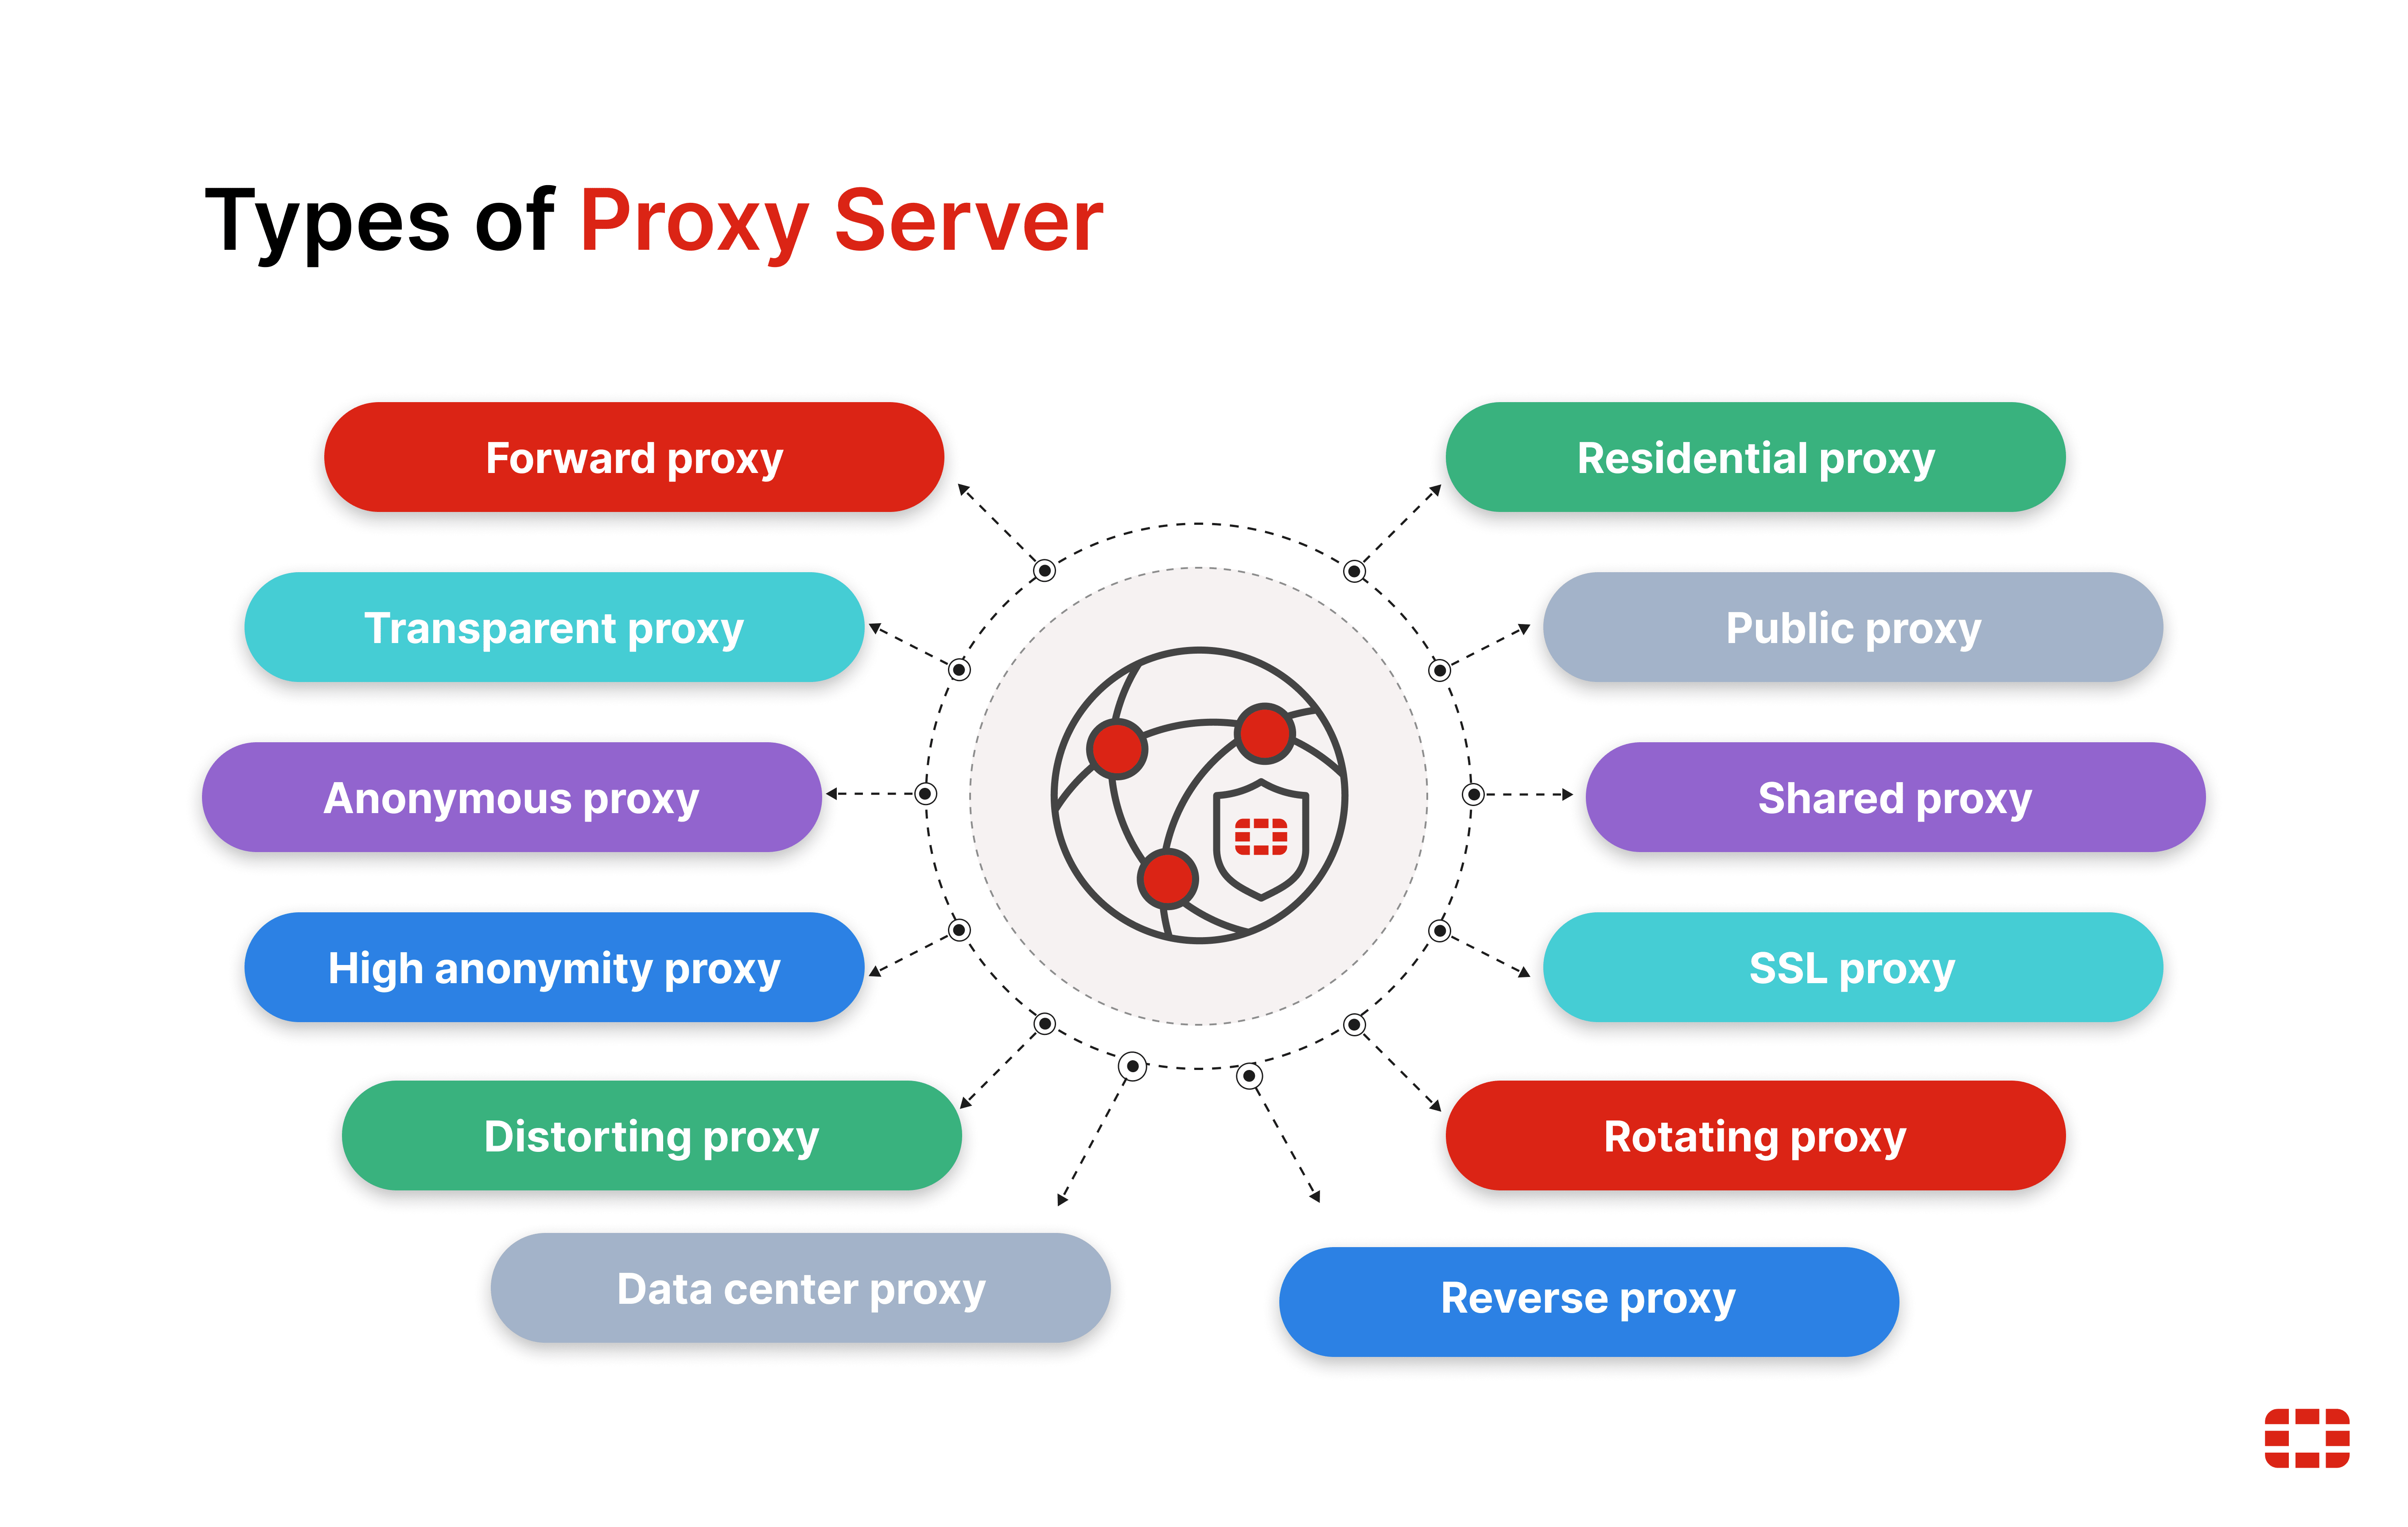 Types of Proxy Server
Forward proxy
Transparent proxy
Anonymous proxy
High anonymity proxy
Distorting proxy
Data center proxy
Residential proxy
Public proxy
Shared proxy
SSL proxy
Rotating proxy
Reverse proxy